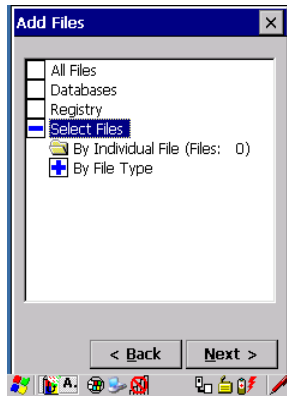 Add Files
All Files
Databases
Registry
Select Files
By Individual File (Files: 0)
By File Type
< Back Next >
A.